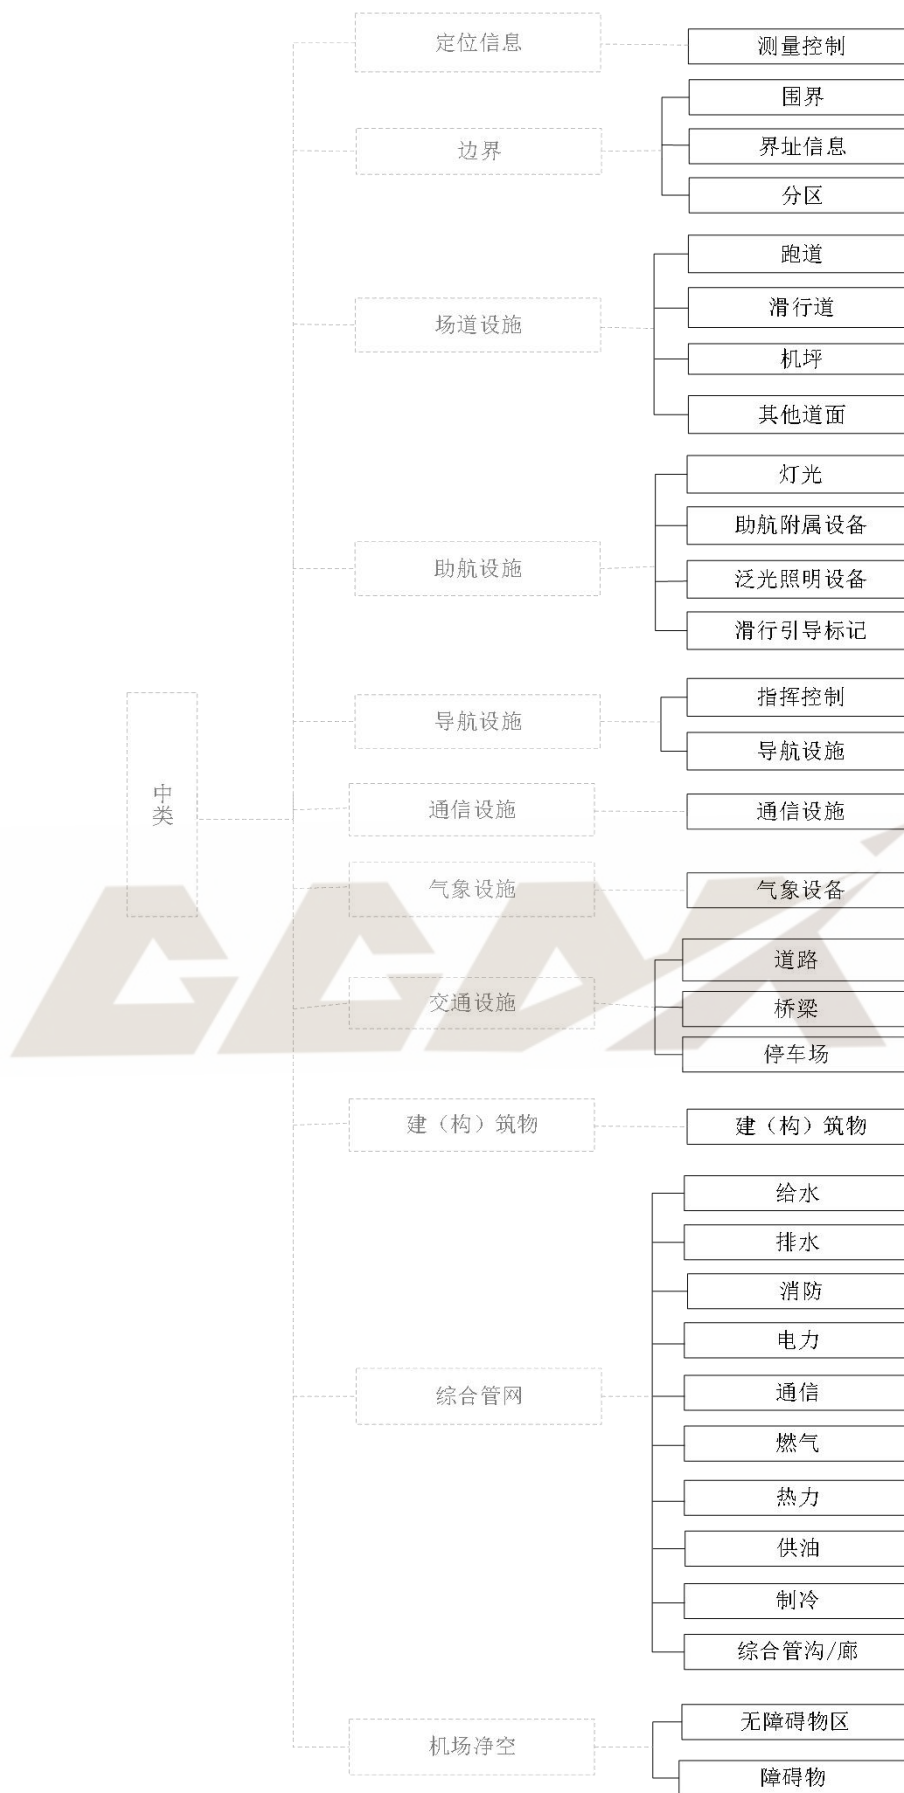 定位信息
测量控制
围界
边界
界址信息
分区
跑道
滑行道
场道设施
机坪
其他道面
灯光
助航附属设备
助航设施
泛光照明设备
滑行引导标记
指挥控制
导航设施
导航设施
中类
通信设施
通信设施
气象设施
气象设备
道路
交通设施
桥梁
停车场
建（构）筑物
建（构）筑物
给水
排水
消防
电力
综合管网
通信
燃气
热力
供油
制冷
综合管沟/廊
无障碍物区
机场净空
障碍物
CCDK